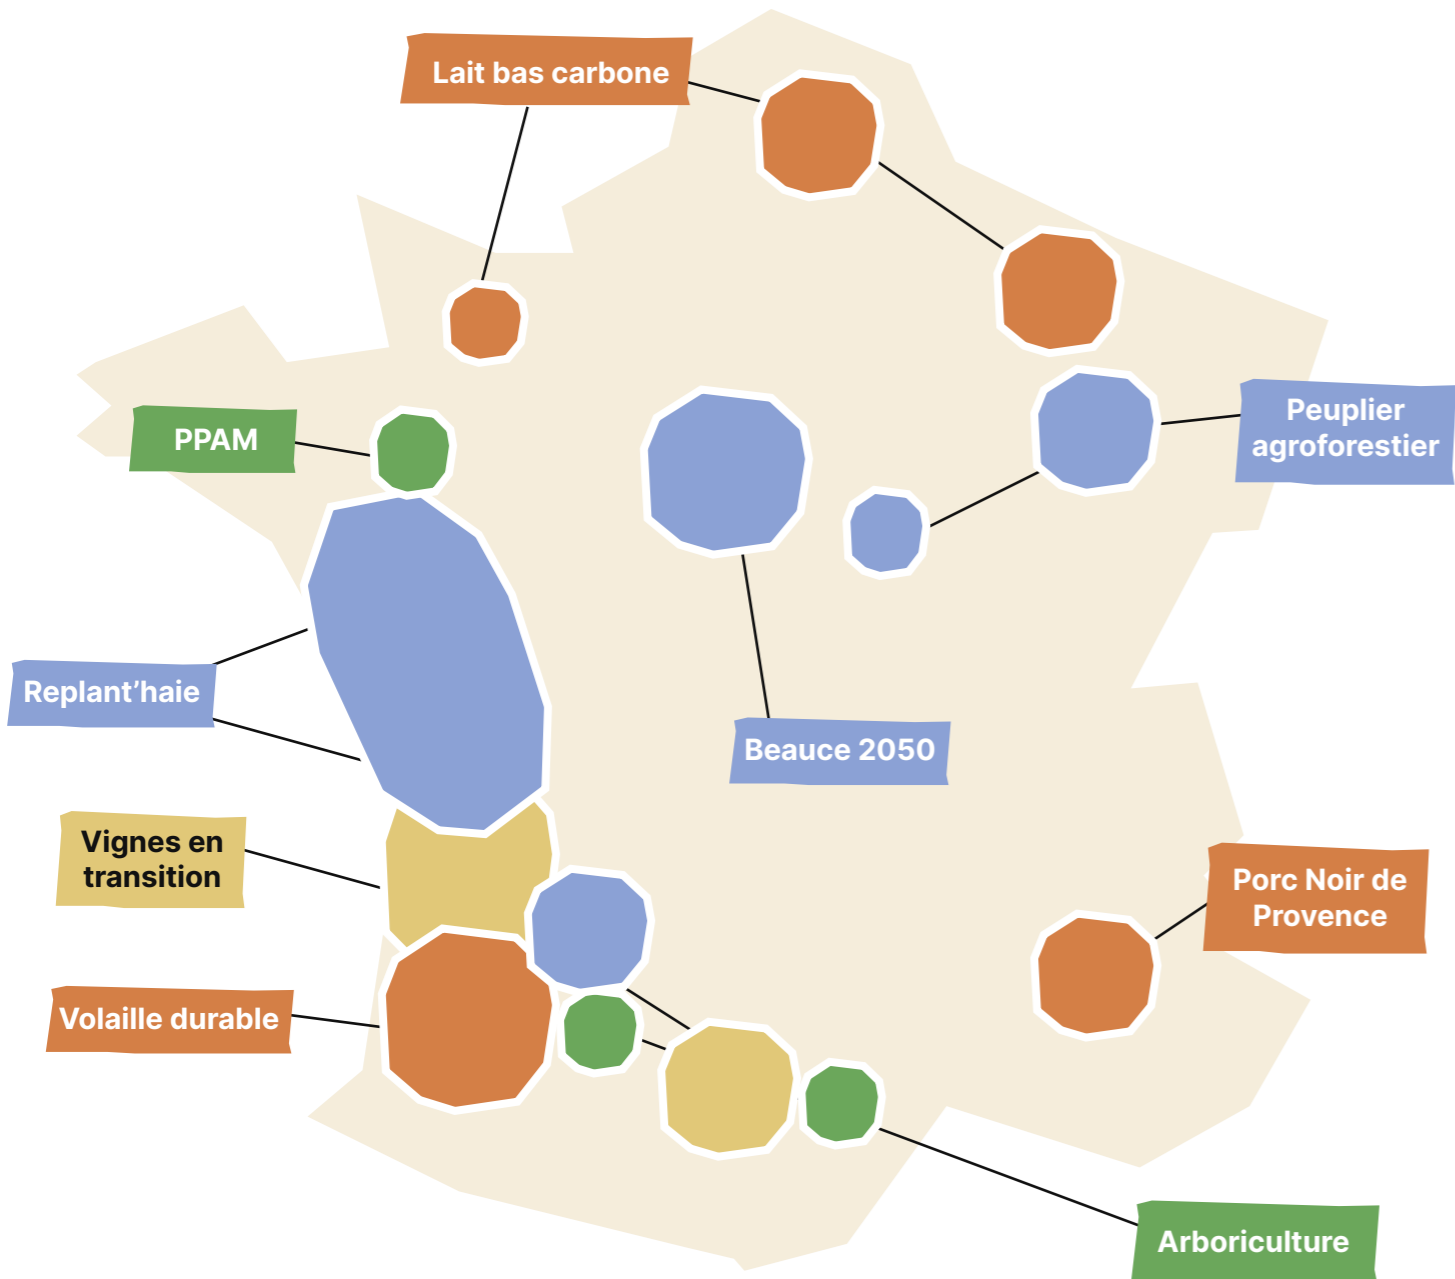 Lait bas carbone
Peuplier
agroforestier
PPAM
Replant’haie
Beauce 2050
Vignes en
transition
Porc Noir de
Provence
Volaille durable
Arboriculture